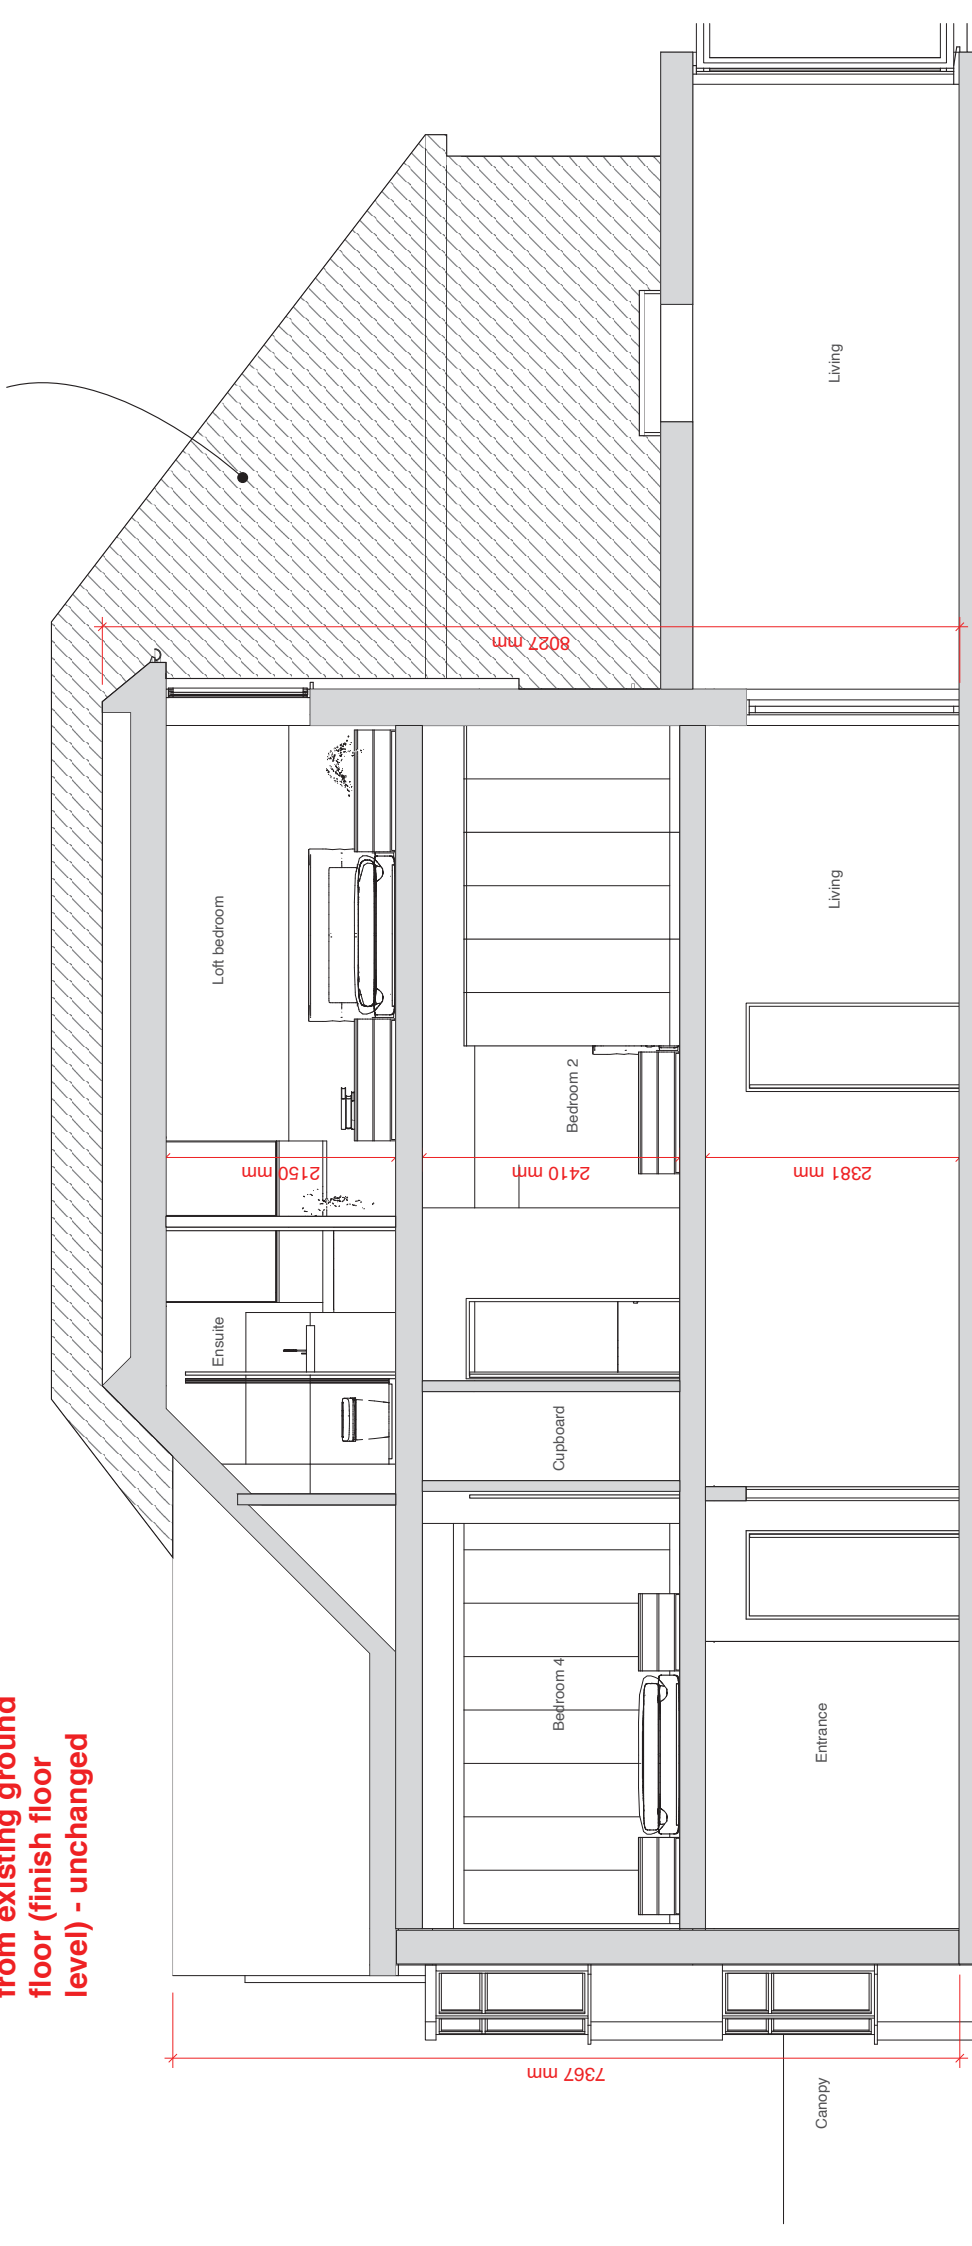 from existing ground
floor (finish floor
level) - unchanged
Loft bedroom
Ensuite
Bedroom 2
Cupboard
Bedroom 4
Living
Living
Entrance
Canopy
8027 mm
2150 mm
2410 mm
2381 mm
7367 mm